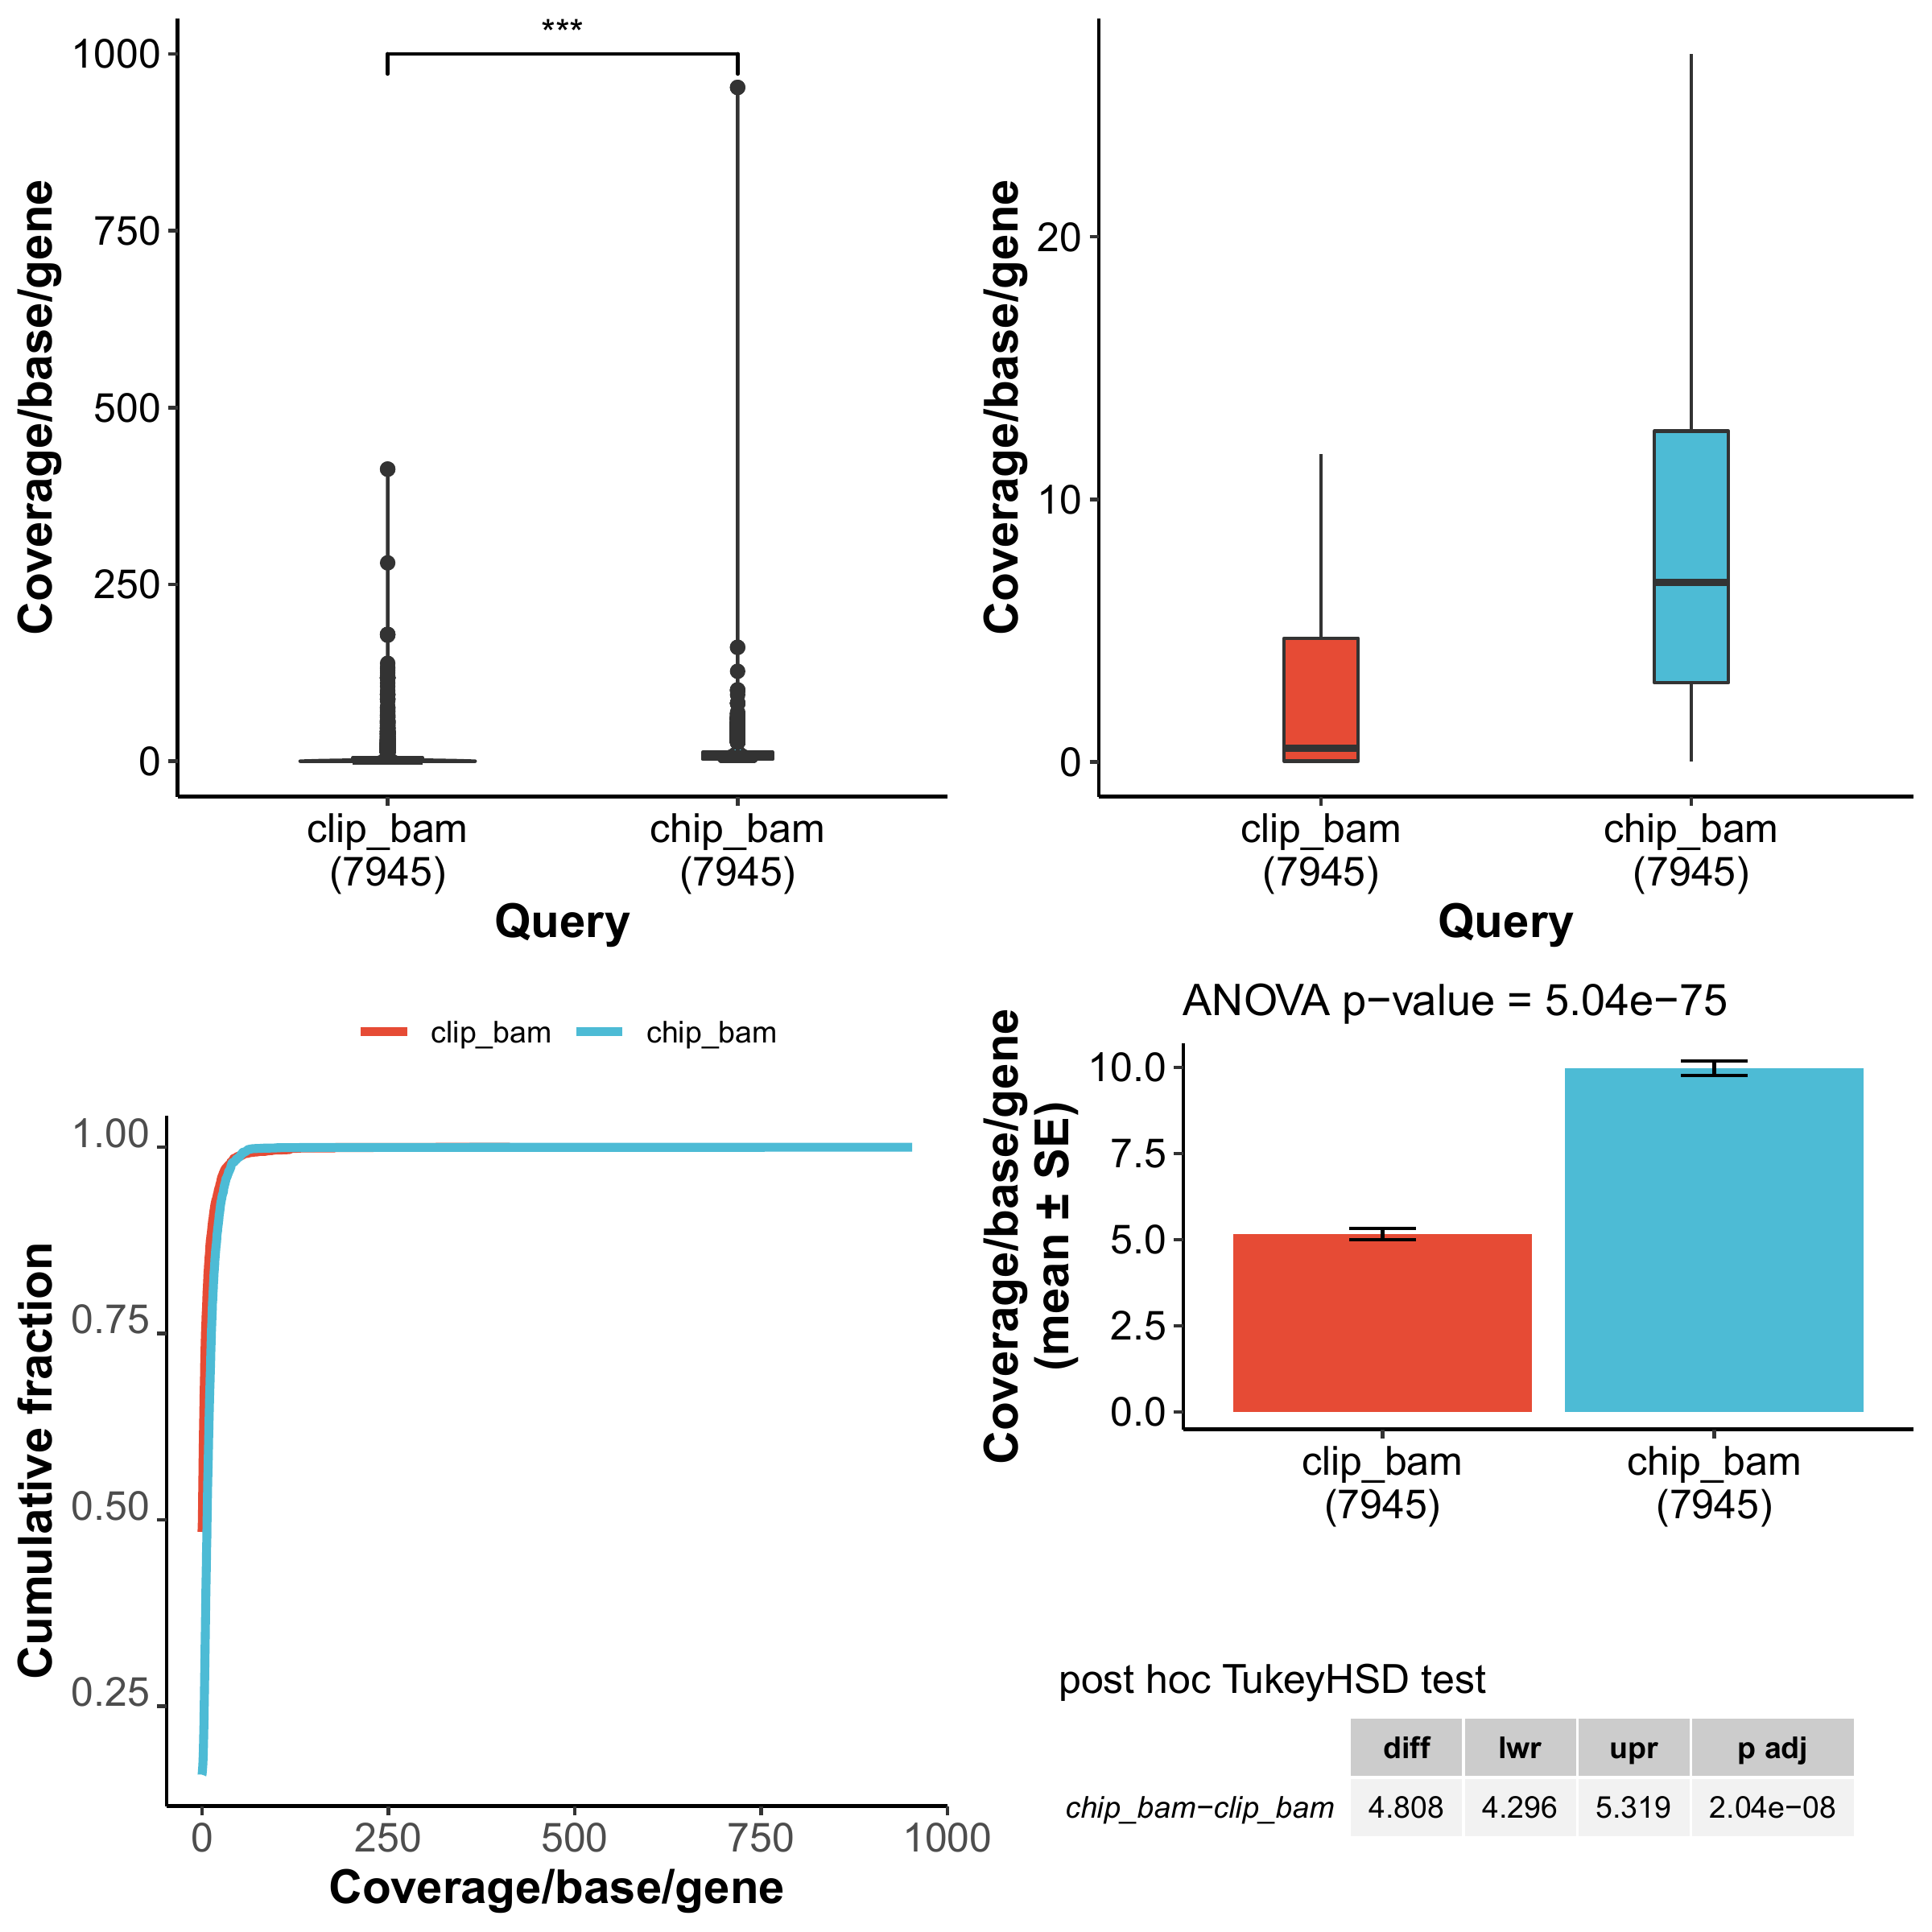 ***
1000
750
500
250
0
Coverage/base/gene
clip_bam
(7945)
chip_bam
(7945)
Query
20
10
0
Coverage/base/gene
clip_bam
(7945)
chip_bam
(7945)
Query
clip_bam chip_bam
1.00
0.75
0.50
0.25
Cumulative fraction
0 250 500 750 1000
Coverage/base/gene
ANOVA p−value = 5.04e−75
10.0
7.5
5.0
2.5
0.0
Coverage/base/gene
(mean ± SE)
clip_bam
(7945)
chip_bam
(7945)
post hoc TukeyHSD test
diff lwr upr p adj
chip_bam−clip_bam 4.808 4.296 5.319 2.04e−08